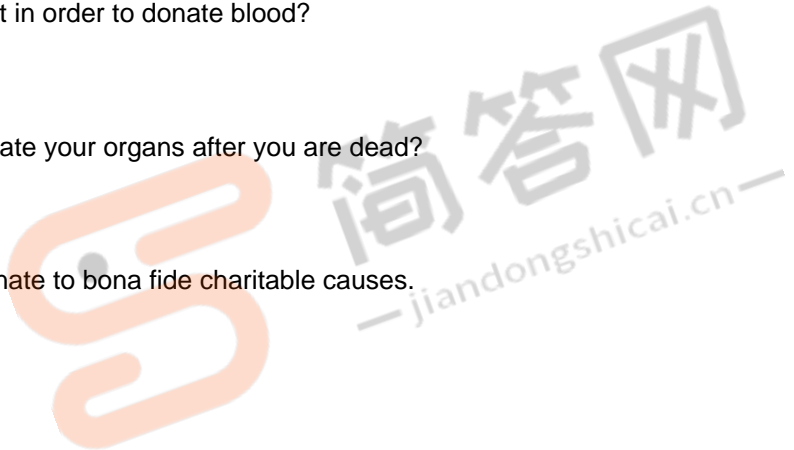 t in order to donate blood?
ate your organs after you are dead?
nate to bona fide charitable causes.
简答网
jiandongshicai.cn